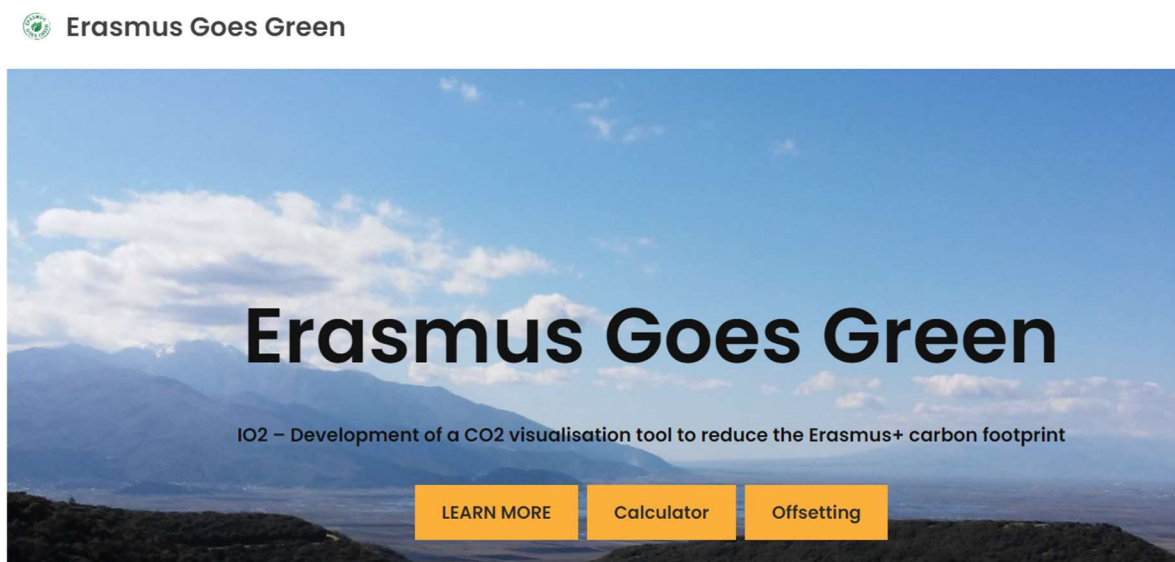 Erasmus Goes Green
Erasmus Goes Green
IO2 – Development of a CO2 visualisation tool to reduce the Erasmus+ carbon footprint
LEARN MORE
Calculator
Offsetting